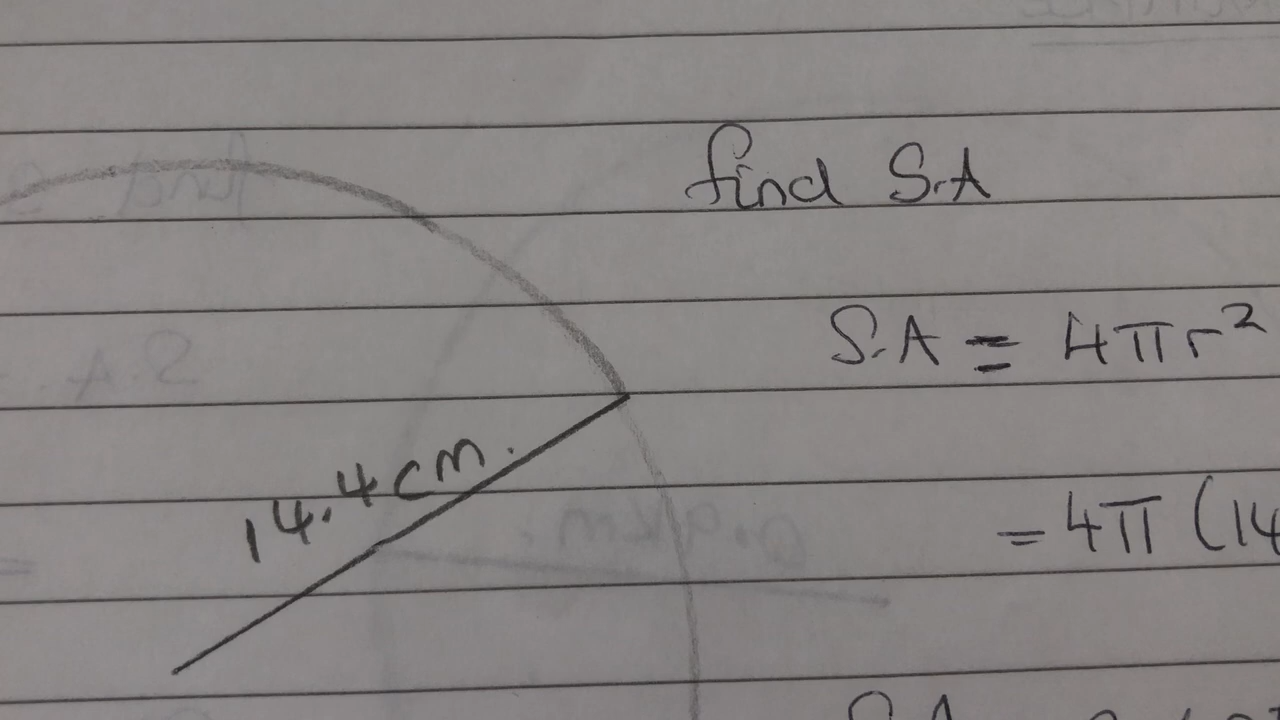 find S.A
S.A = 4πr²
14.4cm.
= 4π (14